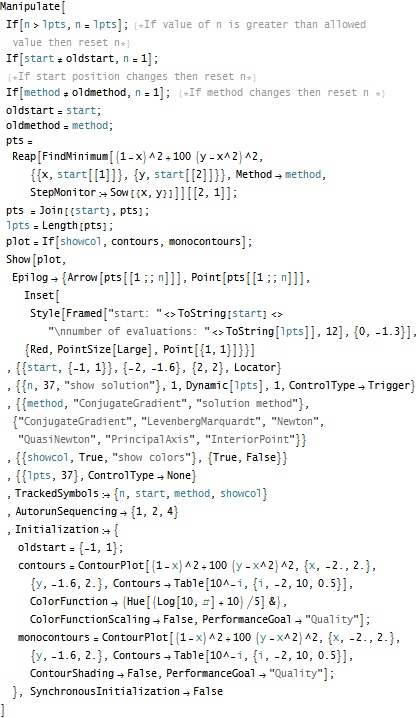 Manipulate[
If[n > lpts, n = lpts]; (*If value of n is greater than allowed
value then reset n*)
If[start ≠ oldstart, n = 1];
(*If start position changes then reset n*)
If[method ≠ oldmethod, n = 1]; (*If method changes then reset n *)
oldstart = start;
oldmethod = method;
pts =
Reap[FindMinimum[(1 - x)^2 + 100 (y - x^2)^2,
{{x, start[[1]]}, {y, start[[2]]}}, Method → method,
StepMonitor :→ Sow[{x, y}]]][[2, 1]];
pts = Join[{start}, pts];
lpts = Length[pts];
plot = If[showcol, contours, monocontours];
Show[plot,
Epilog → {Arrow[pts[[1 ;; n]]], Point[pts[[1 ;; n]]],
Inset[
Style[Framed["start: " <> ToString[start] <>
"\nnumber of evaluations: " <> ToString[lpts]], 12], {0, -1.3}],
{Red, PointSize[Large], Point[{1, 1}]}}]
, {{start, {-1, 1}}, {-2, -1.6}, {2, 2}, Locator}
, {{n, 37, "show solution"}, 1, Dynamic[lpts], 1, ControlType → Trigger}
, {{method, "ConjugateGradient", "solution method"},
{"ConjugateGradient", "LevenbergMarquardt", "Newton",
"QuasiNewton", "PrincipalAxis", "InteriorPoint"}}
, {{showcol, True, "show colors"}, {True, False}}
, {{lpts, 37}, ControlType → None}
, TrackedSymbols :→ {n, start, method, showcol}
, AutorunSequencing → {1, 2, 4}
, Initialization :→ {
oldstart = {-1, 1};
contours = ContourPlot[(1 - x)^2 + 100 (y - x^2)^2, {x, -2., 2.},
{y, -1.6, 2.}, Contours → Table[10^-i, {i, -2, 10, 0.5}],
ColorFunction → (Hue[(Log[10, #] + 10) / 5] &),
ColorFunctionScaling → False, PerformanceGoal → "Quality"];
monocontours = ContourPlot[(1 - x)^2 + 100 (y - x^2)^2, {x, -2., 2.},
{y, -1.6, 2.}, Contours → Table[10^-i, {i, -2, 10, 0.5}],
ContourShading → False, PerformanceGoal → "Quality"];
}, SynchronousInitialization → False
]